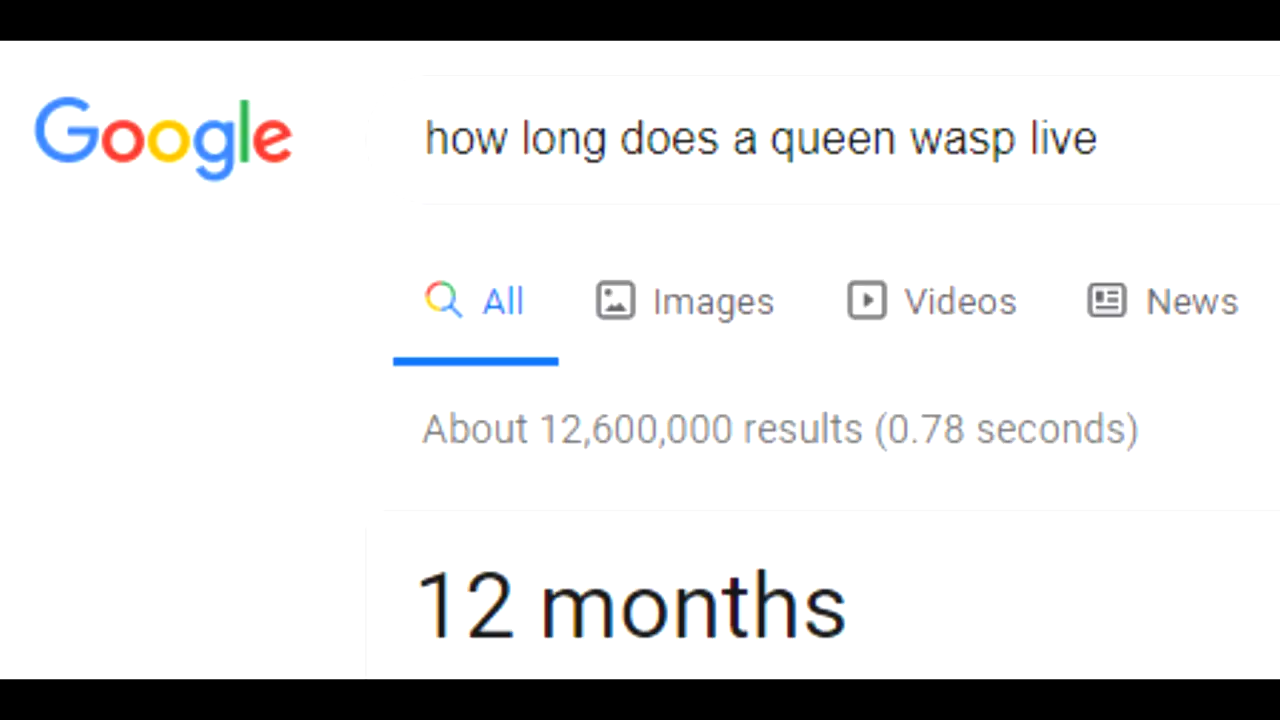 Google
how long does a queen wasp live
All Images Videos News
About 12,600,000 results (0.78 seconds)
12 months